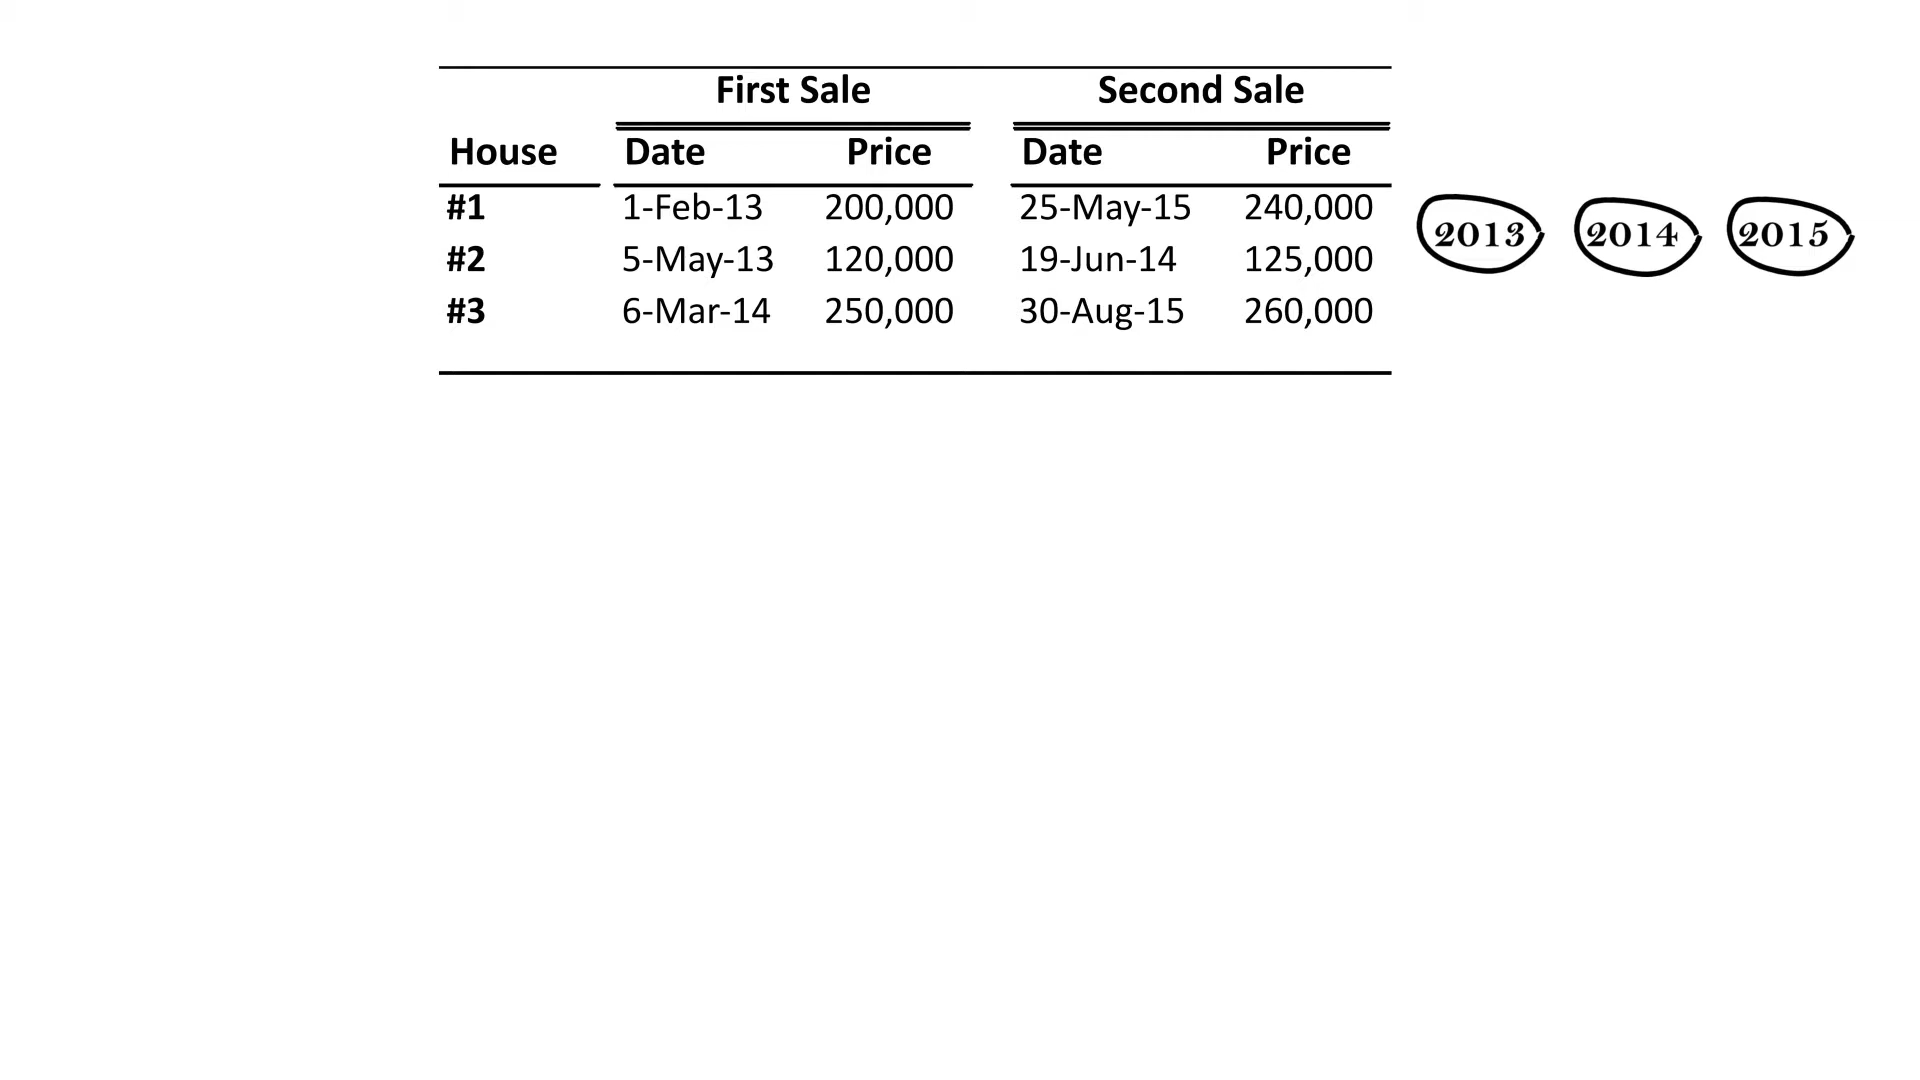 First Sale Second Sale
House Date Price Date Price
#1 1-Feb-13 200,000 25-May-15 240,000
2013 2014 2015
#2 5-May-13 120,000 19-Jun-14 125,000
#3 6-Mar-14 250,000 30-Aug-15 260,000